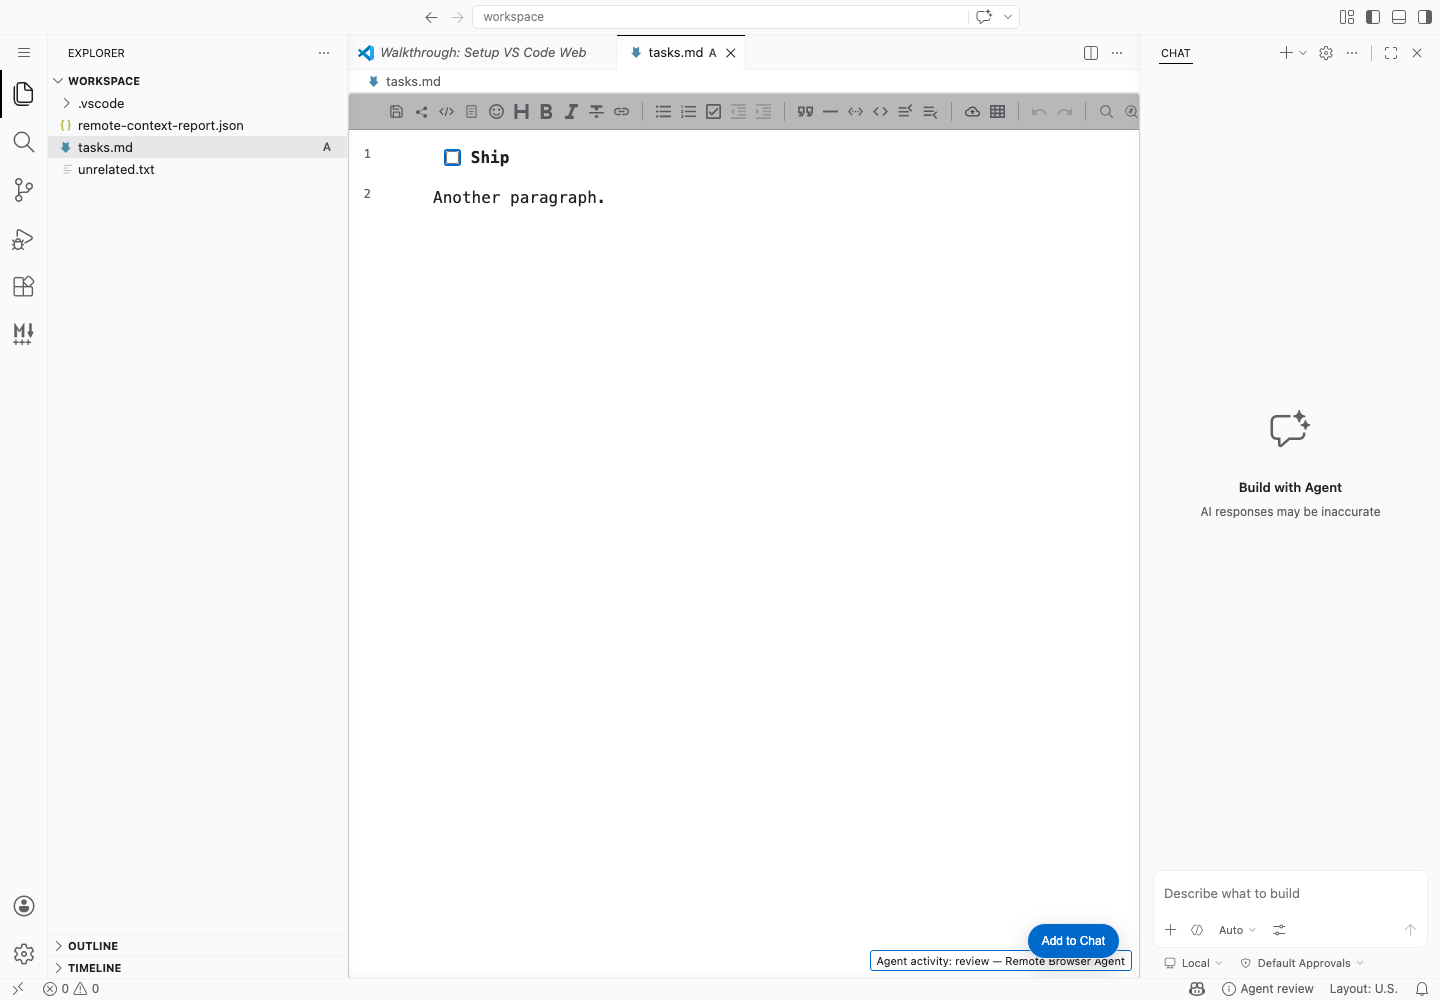 workspace
EXPLORER
WORKSPACE
.vscode
{} remote-context-report.json
tasks.md A
unrelated.txt
OUTLINE
TIMELINE
Walkthrough: Setup VS Code Web
tasks.md A
tasks.md
1 Ship
2 Another paragraph.
Add to Chat
Agent activity: review — Remote Browser Agent
CHAT
Build with Agent
AI responses may be inaccurate
Describe what to build
Auto
Local Default Approvals
0 0
Agent review Layout: U.S.